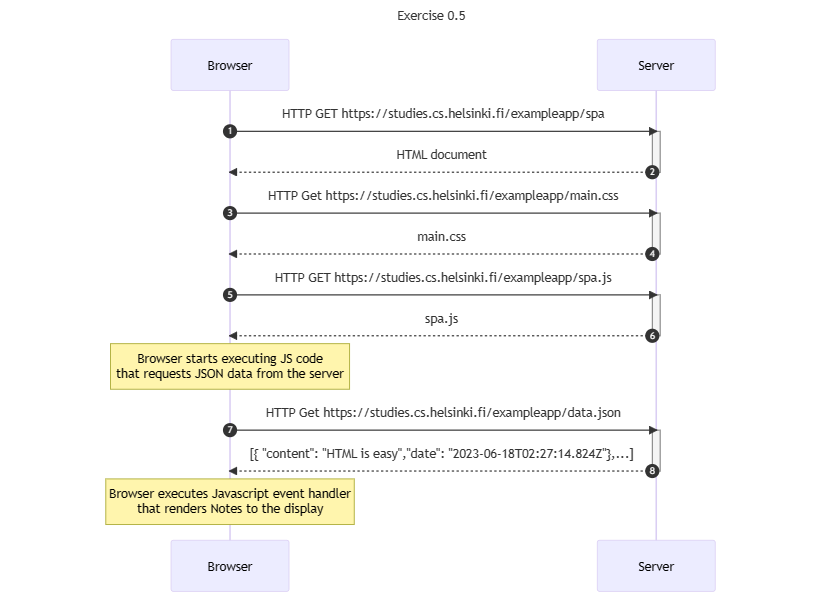 Exercise 0.5
Browser
Server
HTTP GET https://studies.cs.helsinki.fi/exampleapp/spa
1
HTML document
2
HTTP Get https://studies.cs.helsinki.fi/exampleapp/main.css
3
main.css
4
HTTP GET https://studies.cs.helsinki.fi/exampleapp/spa.js
5
spa.js
6
Browser starts executing JS code
that requests JSON data from the server
HTTP Get https://studies.cs.helsinki.fi/exampleapp/data.json
7
[{ "content": "HTML is easy","date": "2023-06-18T02:27:14.824Z"},...]
8
Browser executes Javascript event handler
that renders Notes to the display
Browser
Server